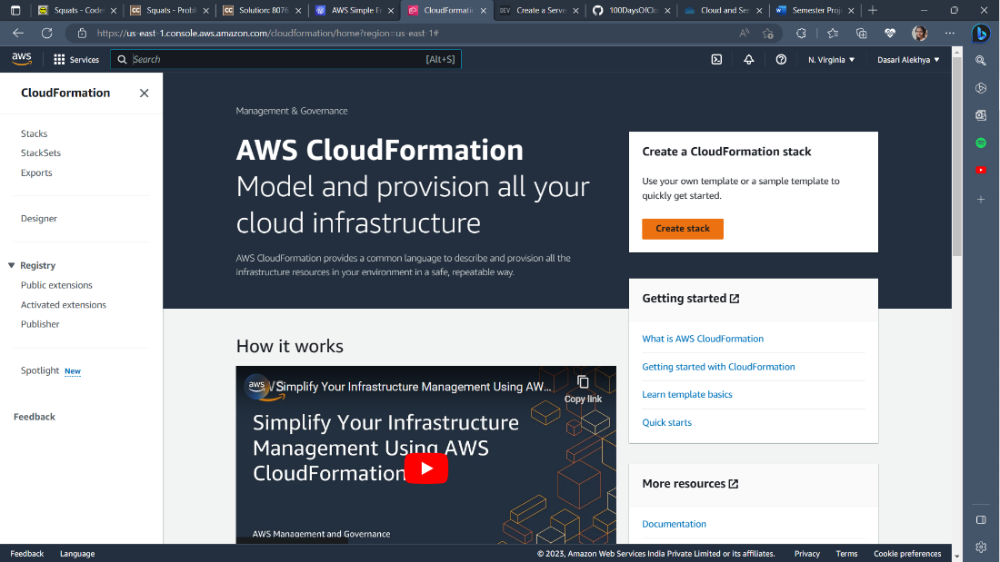 Squats - Codet
CC Squats - Probl
CC Solution: 8076
AWS Simple Em
CloudFormatio
DEV Create a Serve
100DaysOfClo
Cloud and Ser
Semester Proj
https://us-east-1.console.aws.amazon.com/cloudformation/home?region=us-east-1#
aws
Services
Search
[Alt+S]
N. Virginia
Dasari Alekhya
CloudFormation
Stacks
StackSets
Exports
Designer
Registry
Public extensions
Activated extensions
Publisher
Spotlight New
Feedback
Management & Governance
AWS CloudFormation
Model and provision all your
cloud infrastructure
AWS CloudFormation provides a common language to describe and provision all the
infrastructure resources in your environment in a safe, repeatable way.
Create a CloudFormation stack
Use your own template or a sample template to
quickly get started.
Create stack
Getting started
What is AWS CloudFormation
Getting started with CloudFormation
Learn template basics
Quick starts
More resources
Documentation
How it works
aws
Simplify Your Infrastructure Management Using AW...
Copy link
Simplify Your Infrastructure
Management Using AWS
CloudFormation
AWS Management and Governance
Feedback
Language
© 2023, Amazon Web Services India Private Limited or its affiliates.
Privacy
Terms
Cookie preferences